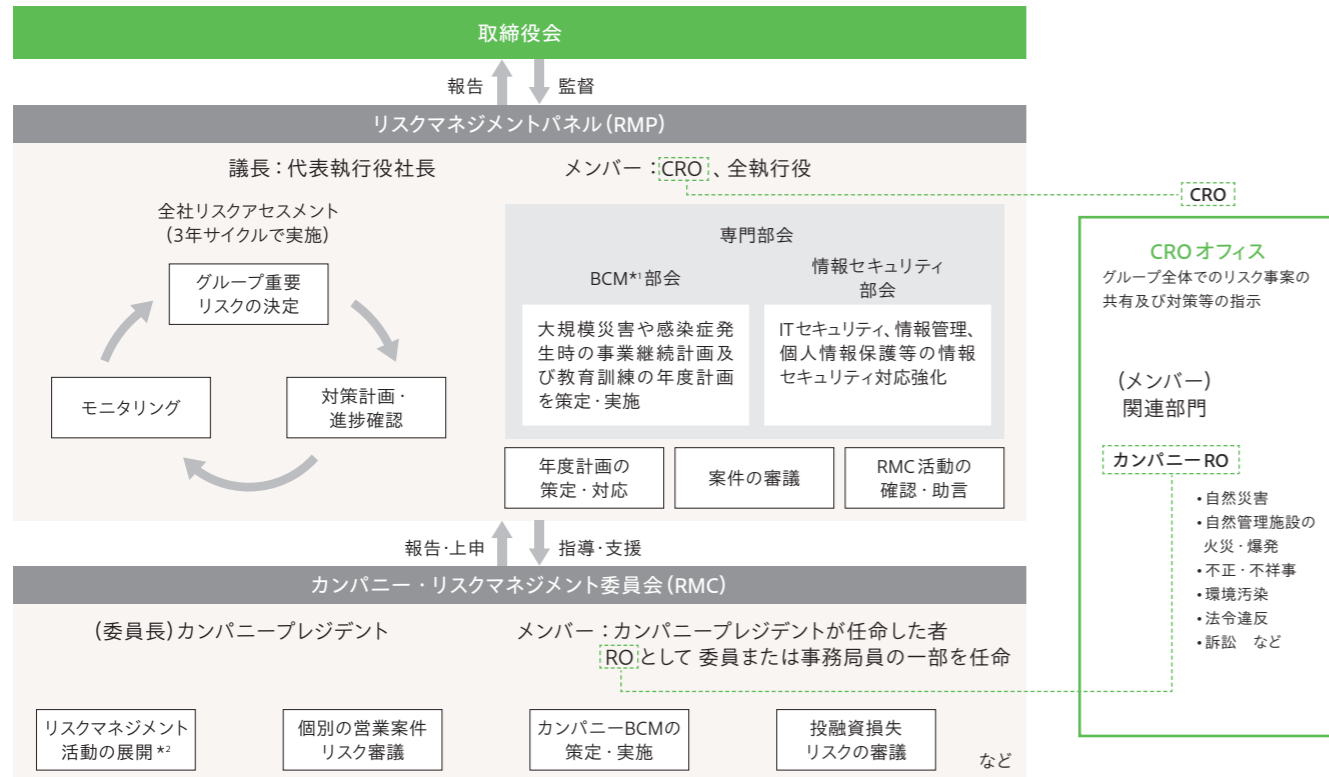 取締役会
報告
監督
リスクマネジメントパネル(RMP)
議長：代表執行役社長
メンバー：CRO、全執行役
全社リスクアセスメント
(3年サイクルで実施)
グループ重要
リスクの決定
対策計画・
進捗確認
モニタリング
専門部会
BCM*1部会
大規模災害や感染症発
生時の事業継続計画及
び教育訓練の年度計画
を策定・実施
情報セキュリティ
部会
ITセキュリティ、情報管理、
個人情報保護等の情報
セキュリティ対応強化
年度計画の
策定・対応
案件の審議
RMC活動の
確認・助言
報告・上申
指導・支援
カンパニー・リスクマネジメント委員会(RMC)
(委員長)カンパニープレジデント
メンバー：カンパニープレジデントが任命した者
ROとして 委員または事務局員の一部を任命
リスクマネジメント
活動の展開*2
個別の営業案件
リスク審議
カンパニーBCMの
策定・実施
投融資損失
リスクの審議
など
CRO
CROオフィス
グループ全体でのリスク事案の
共有及び対策等の指示
(メンバー)
関連部門
カンパニーRO
・自然災害
・自然管理施設の
火災・爆発
・不正・不祥事
・環境汚染
・法令違反
・訴訟 など